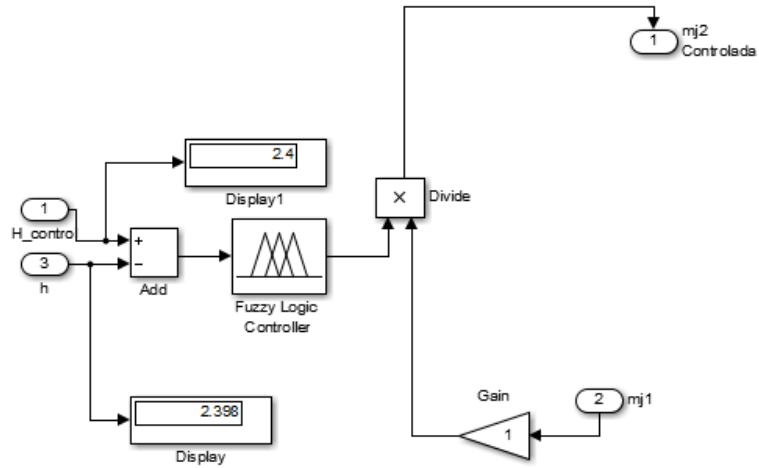 1
mj2
Controlada
2.4
Display1
×
Divide
1
H_contro
+
−
Add
3
h
Fuzzy Logic
Controller
2.398
Display
Gain
1
2
mj1